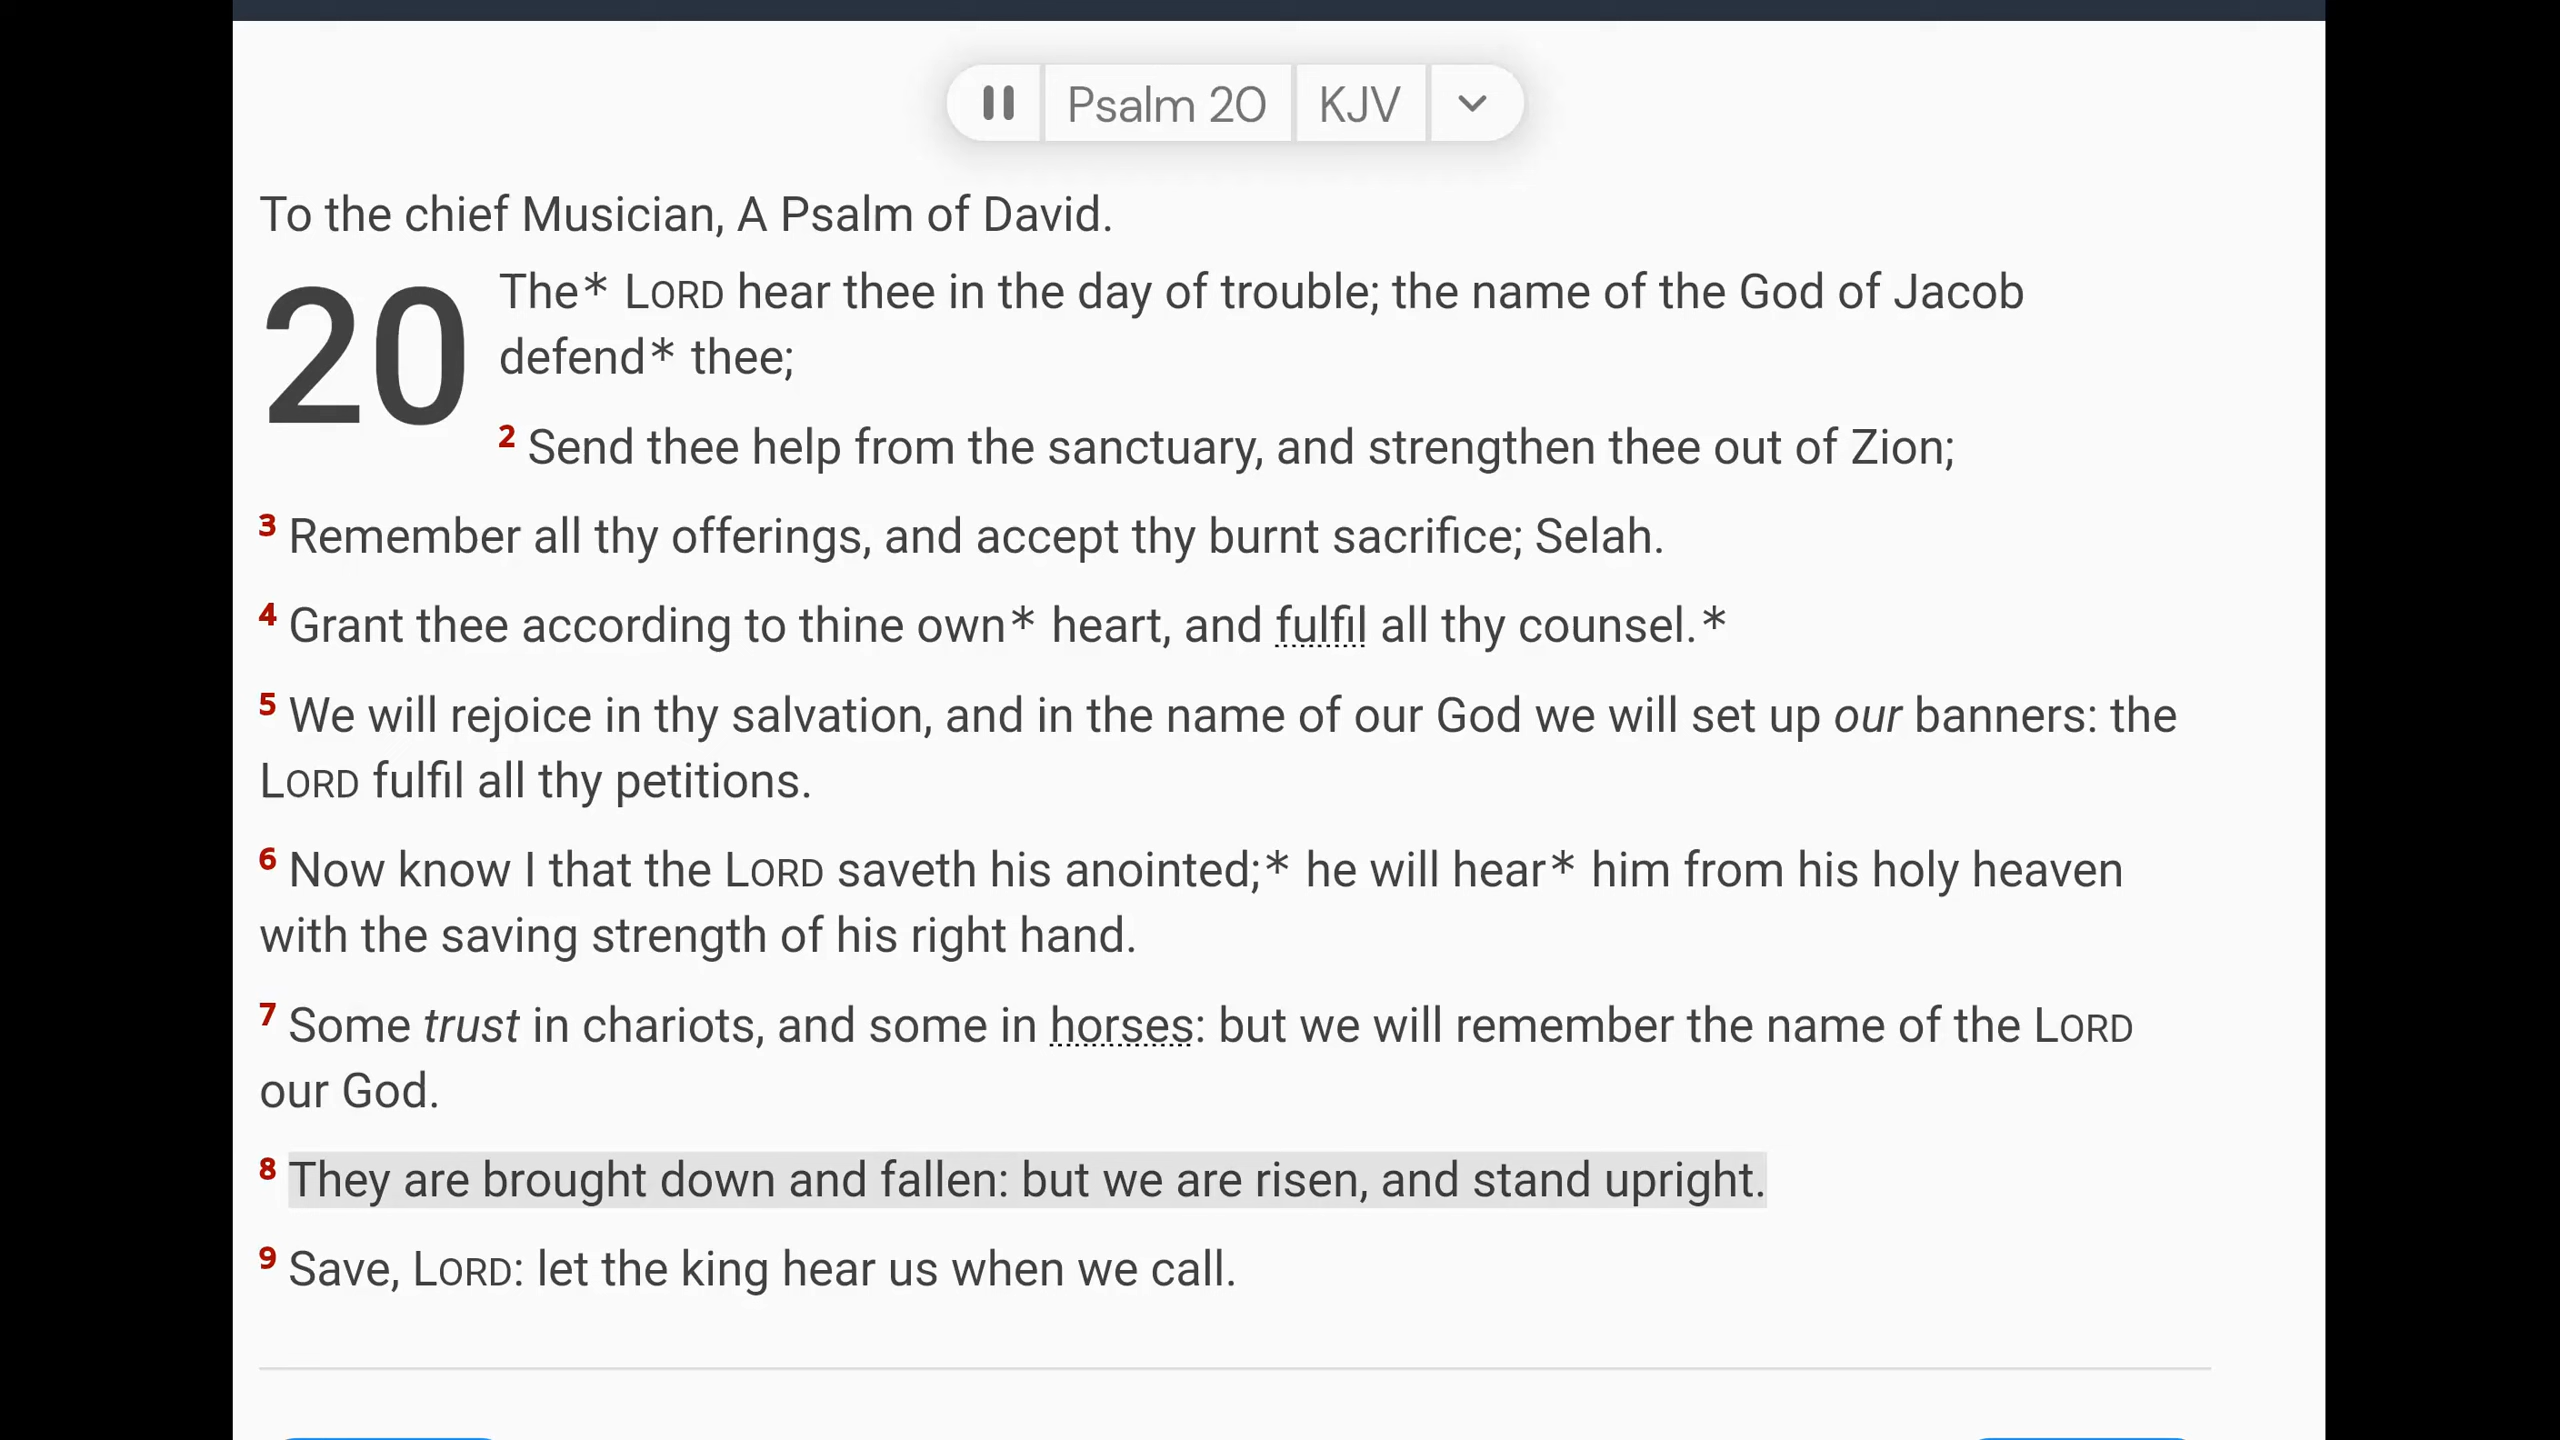 Psalm 20 KJV
To the chief Musician, A Psalm of David.
20 The* LORD hear thee in the day of trouble; the name of the God of Jacob
defend* thee;
2 Send thee help from the sanctuary, and strengthen thee out of Zion;
3 Remember all thy offerings, and accept thy burnt sacrifice; Selah.
4 Grant thee according to thine own* heart, and fulfil all thy counsel.*
5 We will rejoice in thy salvation, and in the name of our God we will set up our banners: the
LORD fulfil all thy petitions.
6 Now know I that the LORD saveth his anointed;* he will hear* him from his holy heaven
with the saving strength of his right hand.
7 Some trust in chariots, and some in horses: but we will remember the name of the LORD
our God.
8 They are brought down and fallen: but we are risen, and stand upright.
9 Save, LORD: let the king hear us when we call.